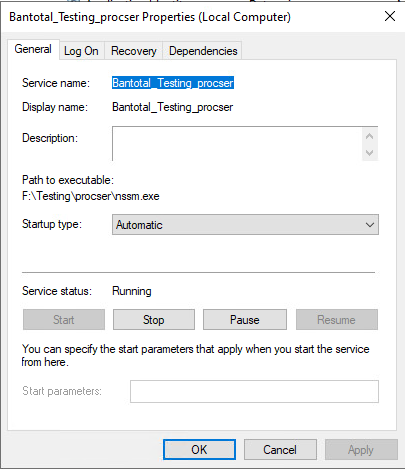 Bantotal_Testing_procser Properties (Local Computer)
General Log On Recovery Dependencies
Service name: Bantotal_Testing_procser
Display name: Bantotal_Testing_procser
Description:
Path to executable:
F:\Testing\procser\nssm.exe
Startup type: Automatic
Service status: Running
Start Stop Pause Resume
You can specify the start parameters that apply when you start the service
from here.
Start parameters:
OK Cancel Apply